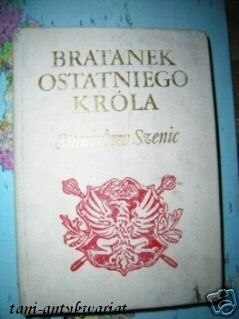 BRATANEK
OSTATNIEGO
KRÓLA
Stanisław Szenic
tani-antykwariat